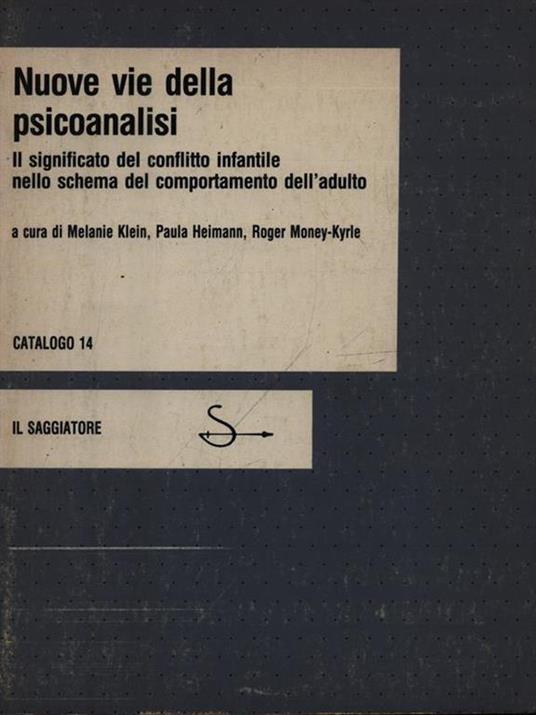 Nuove vie della
psicoanalisi
Il significato del conflitto infantile
nello schema del comportamento dell'adulto
a cura di Melanie Klein, Paula Heimann, Roger Money-Kyrle
CATALOGO 14
IL SAGGIATORE